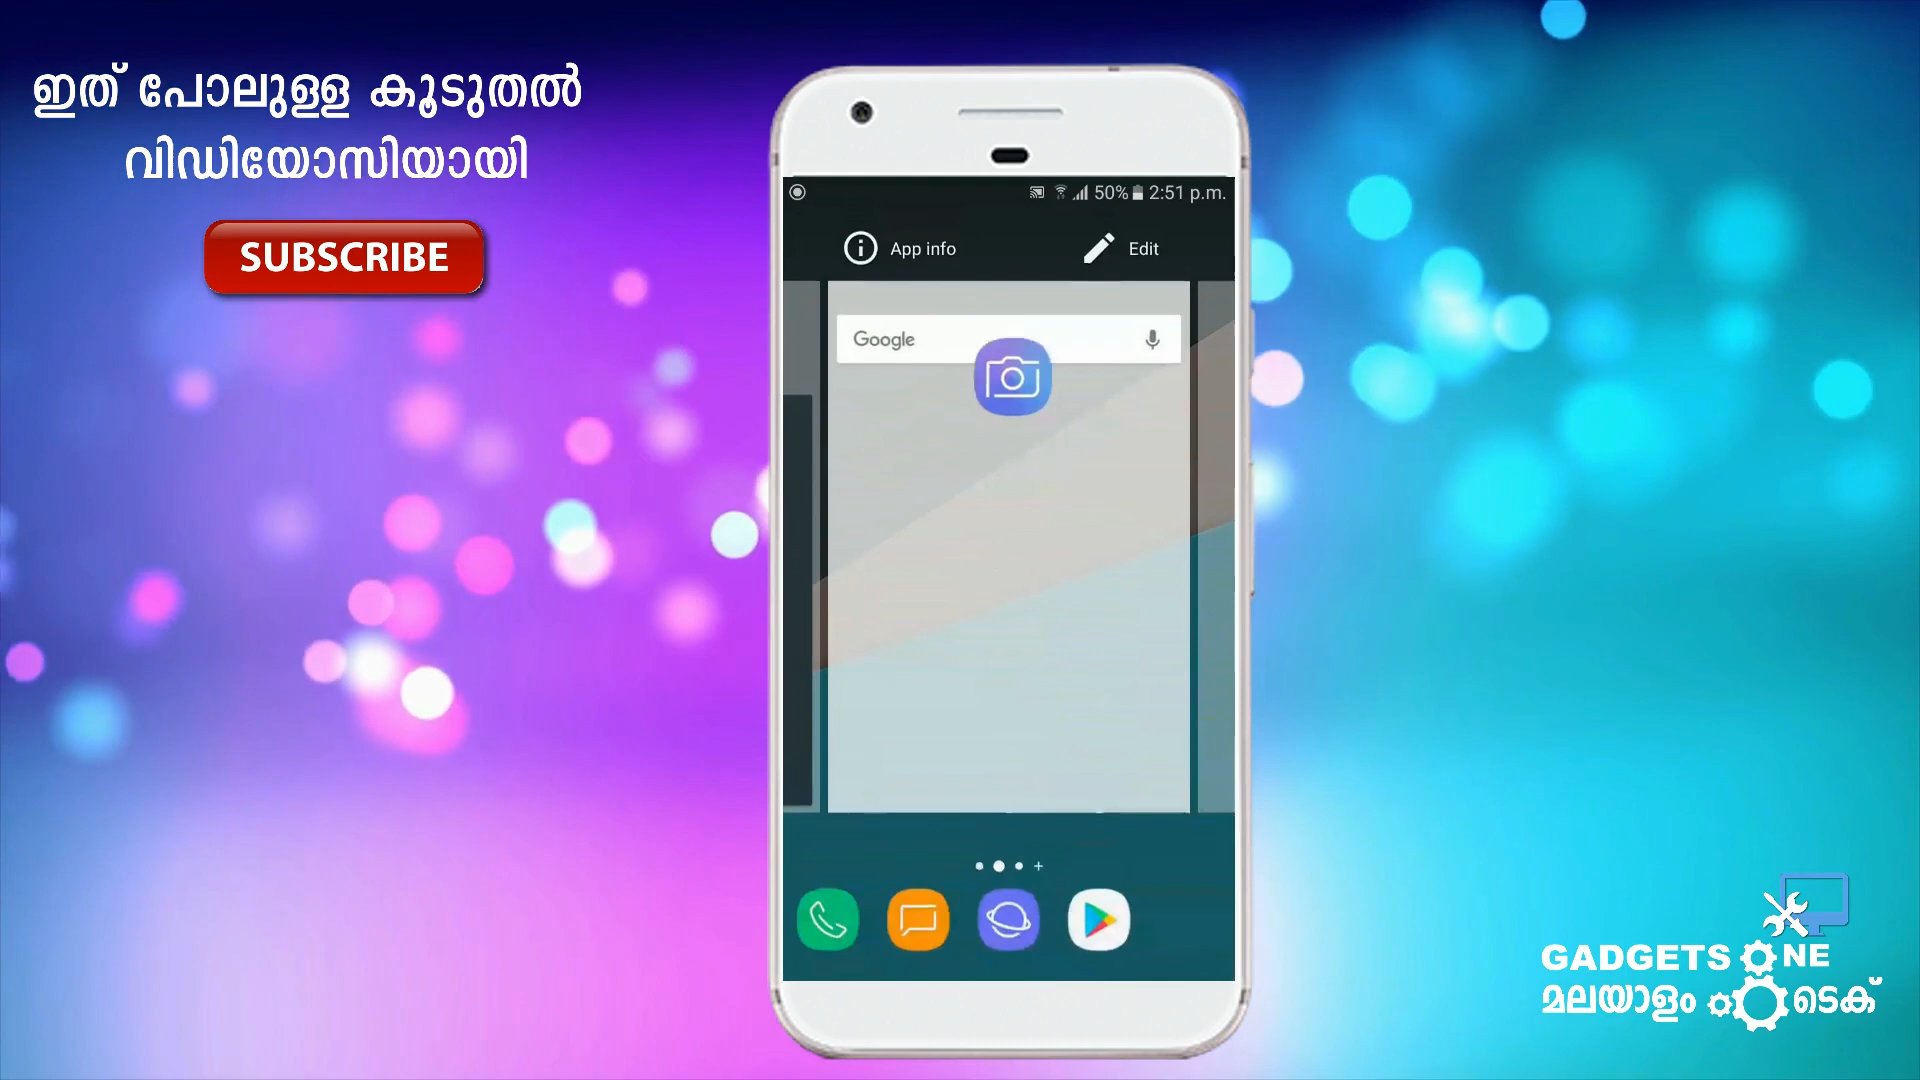 ഇത് പോലുള്ള കൂടുതൽ
വിഡിയോസിയായി
SUBSCRIBE
50% 2:51 p.m.
App info Edit
Google
GADGETS ONE
മലയാളം ടെക്